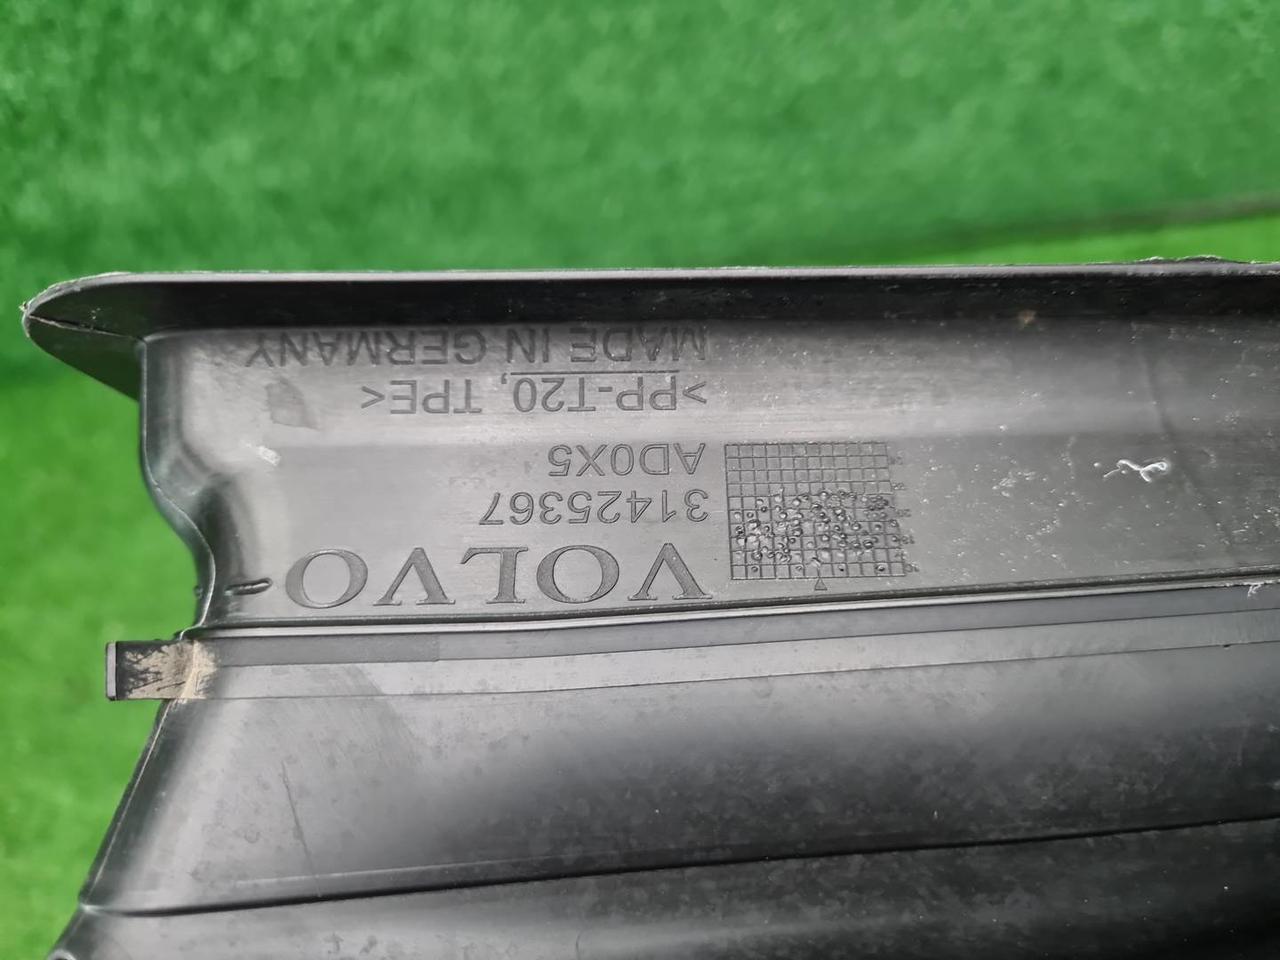 VOLVO
31425367
AD0X5
>PP-T20, TPE<
MADE IN GERMANY